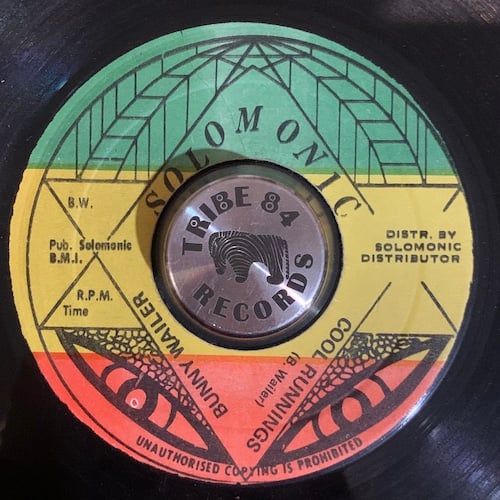 SOLOMONIC
B.W.
Pub. Solomonic
B.M.I.
R.P.M.
Time
DISTR. BY
SOLOMONIC
DISTRIBUTOR
TRIBE 84
RECORDS
BUNNY WAILER
COOL RUNNINGS
(B Wailer)
UNAUTHORISED COPYING IS PROHIBITED